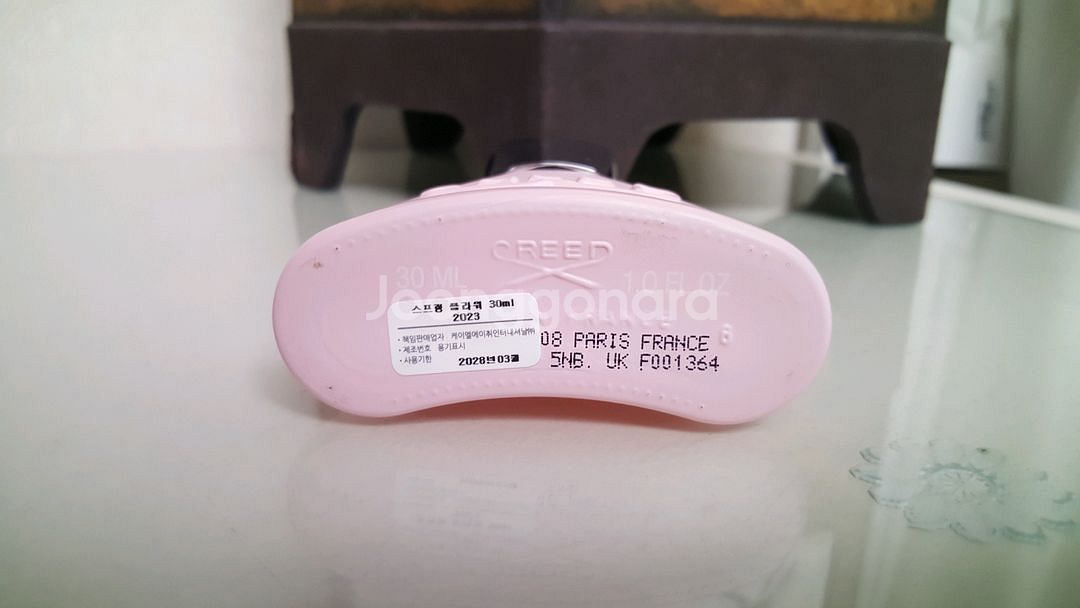 CREED
30 ML 1.0 FL OZ
Joonggonara
스프링 플라워 30ml
2023
· 책임판매업자 케이엘에이취인터내셔날㈜
· 제조번호 용기표시
· 사용기한 2028년 03월
08 PARIS FRANCE
5NB. UK F001364